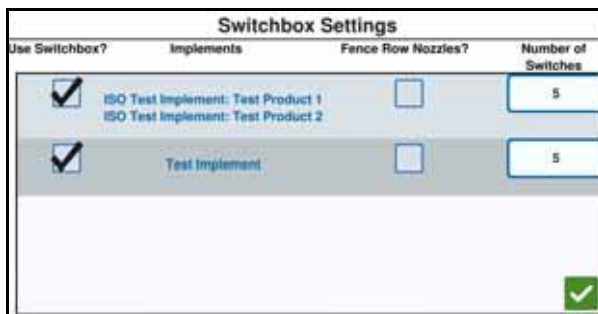 Switchbox Settings
Use Switchbox? Implements Fence Row Nozzles? Number of Switches
ISO Test Implement: Test Product 1 5
ISO Test Implement: Test Product 2
Test Implement 5